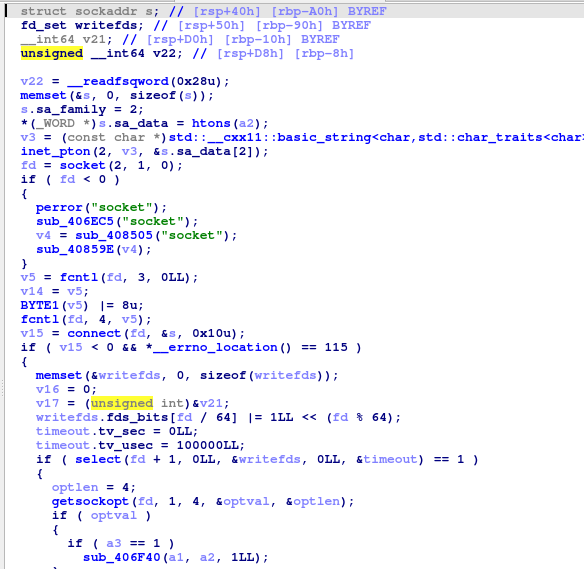 struct sockaddr s; // [rsp+40h] [rbp-A0h] BYREF
fd_set writefds; // [rsp+50h] [rbp-90h] BYREF
__int64 v21; // [rsp+D0h] [rbp-10h] BYREF
unsigned __int64 v22; // [rsp+D8h] [rbp-8h]
v22 = __readfsqword(0x28u);
memset(&s, 0, sizeof(s));
s.sa_family = 2;
*(_WORD *)s.sa_data = htons(a2);
v3 = (const char *)std::__cxx11::basic_string<char,std::char_traits<char
inet_pton(2, v3, &s.sa_data[2]);
fd = socket(2, 1, 0);
if ( fd < 0 )
{
perror("socket");
sub_406EC5("socket");
v4 = sub_408505("socket");
sub_40859E(v4);
}
v5 = fcntl(fd, 3, 0LL);
v14 = v5;
BYTE1(v5) |= 8u;
fcntl(fd, 4, v5);
v15 = connect(fd, &s, 0x10u);
if ( v15 < 0 && *__errno_location() == 115 )
{
memset(&writefds, 0, sizeof(writefds));
v16 = 0;
v17 = (unsigned int)&v21;
writefds.fds_bits[fd / 64] |= 1LL << (fd % 64);
timeout.tv_sec = 0LL;
timeout.tv_usec = 100000LL;
if ( select(fd + 1, 0LL, &writefds, 0LL, &timeout) == 1 )
{
optlen = 4;
getsockopt(fd, 1, 4, &optval, &optlen);
if ( optval )
{
if ( a3 == 1 )
sub_406F40(a1, a2, 1LL);